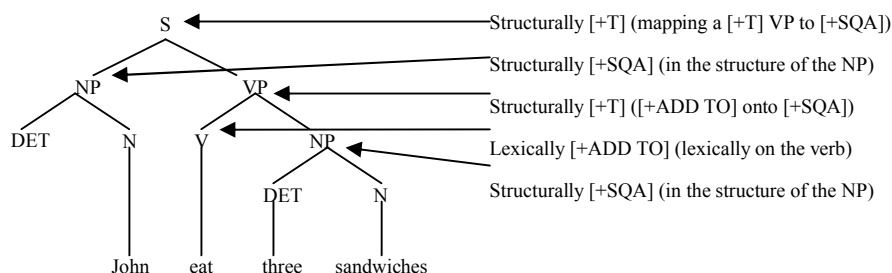 S
Structurally [+T] (mapping a [+T] VP to [+SQA])
Structurally [+SQA] (in the structure of the NP)
NP VP
Structurally [+T] ([+ADD TO] onto [+SQA])
DET N V NP
Lexically [+ADD TO] (lexically on the verb)
Structurally [+SQA] (in the structure of the NP)
DET N
John eat three sandwiches